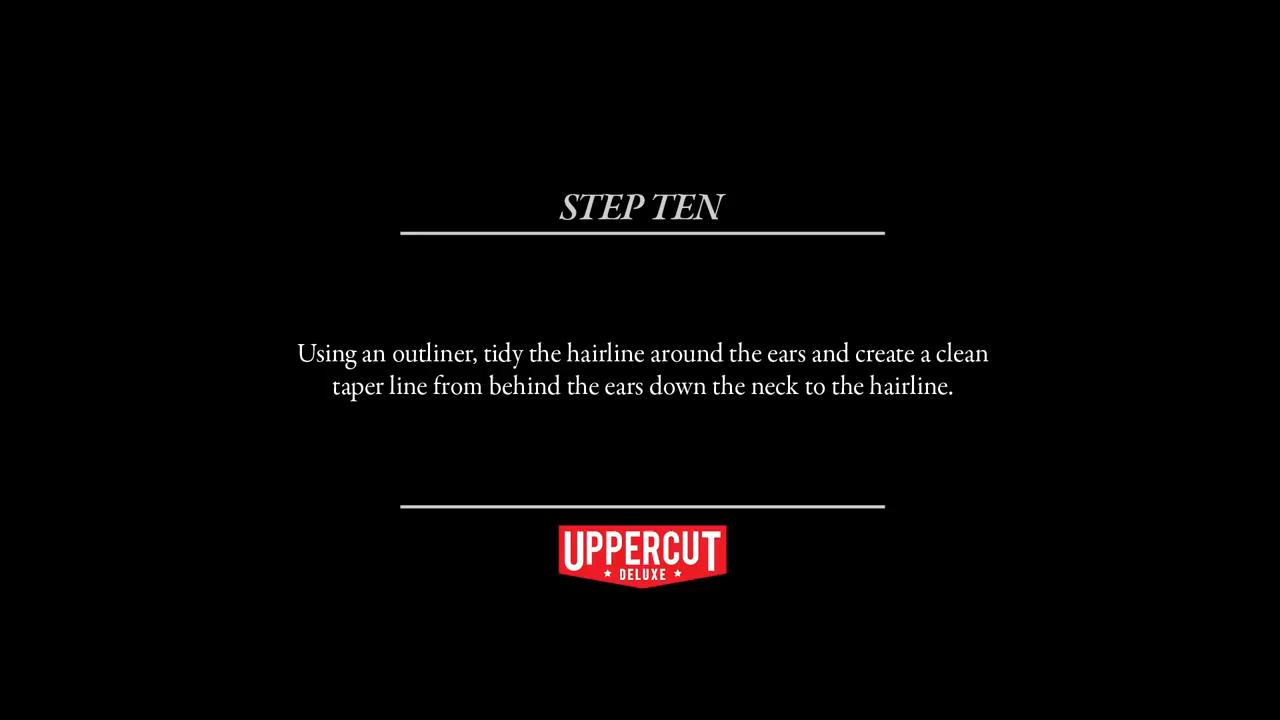 STEP TEN
Using an outliner, tidy the hairline around the ears and create a clean
taper line from behind the ears down the neck to the hairline.
UPPERCUT
DELUXE